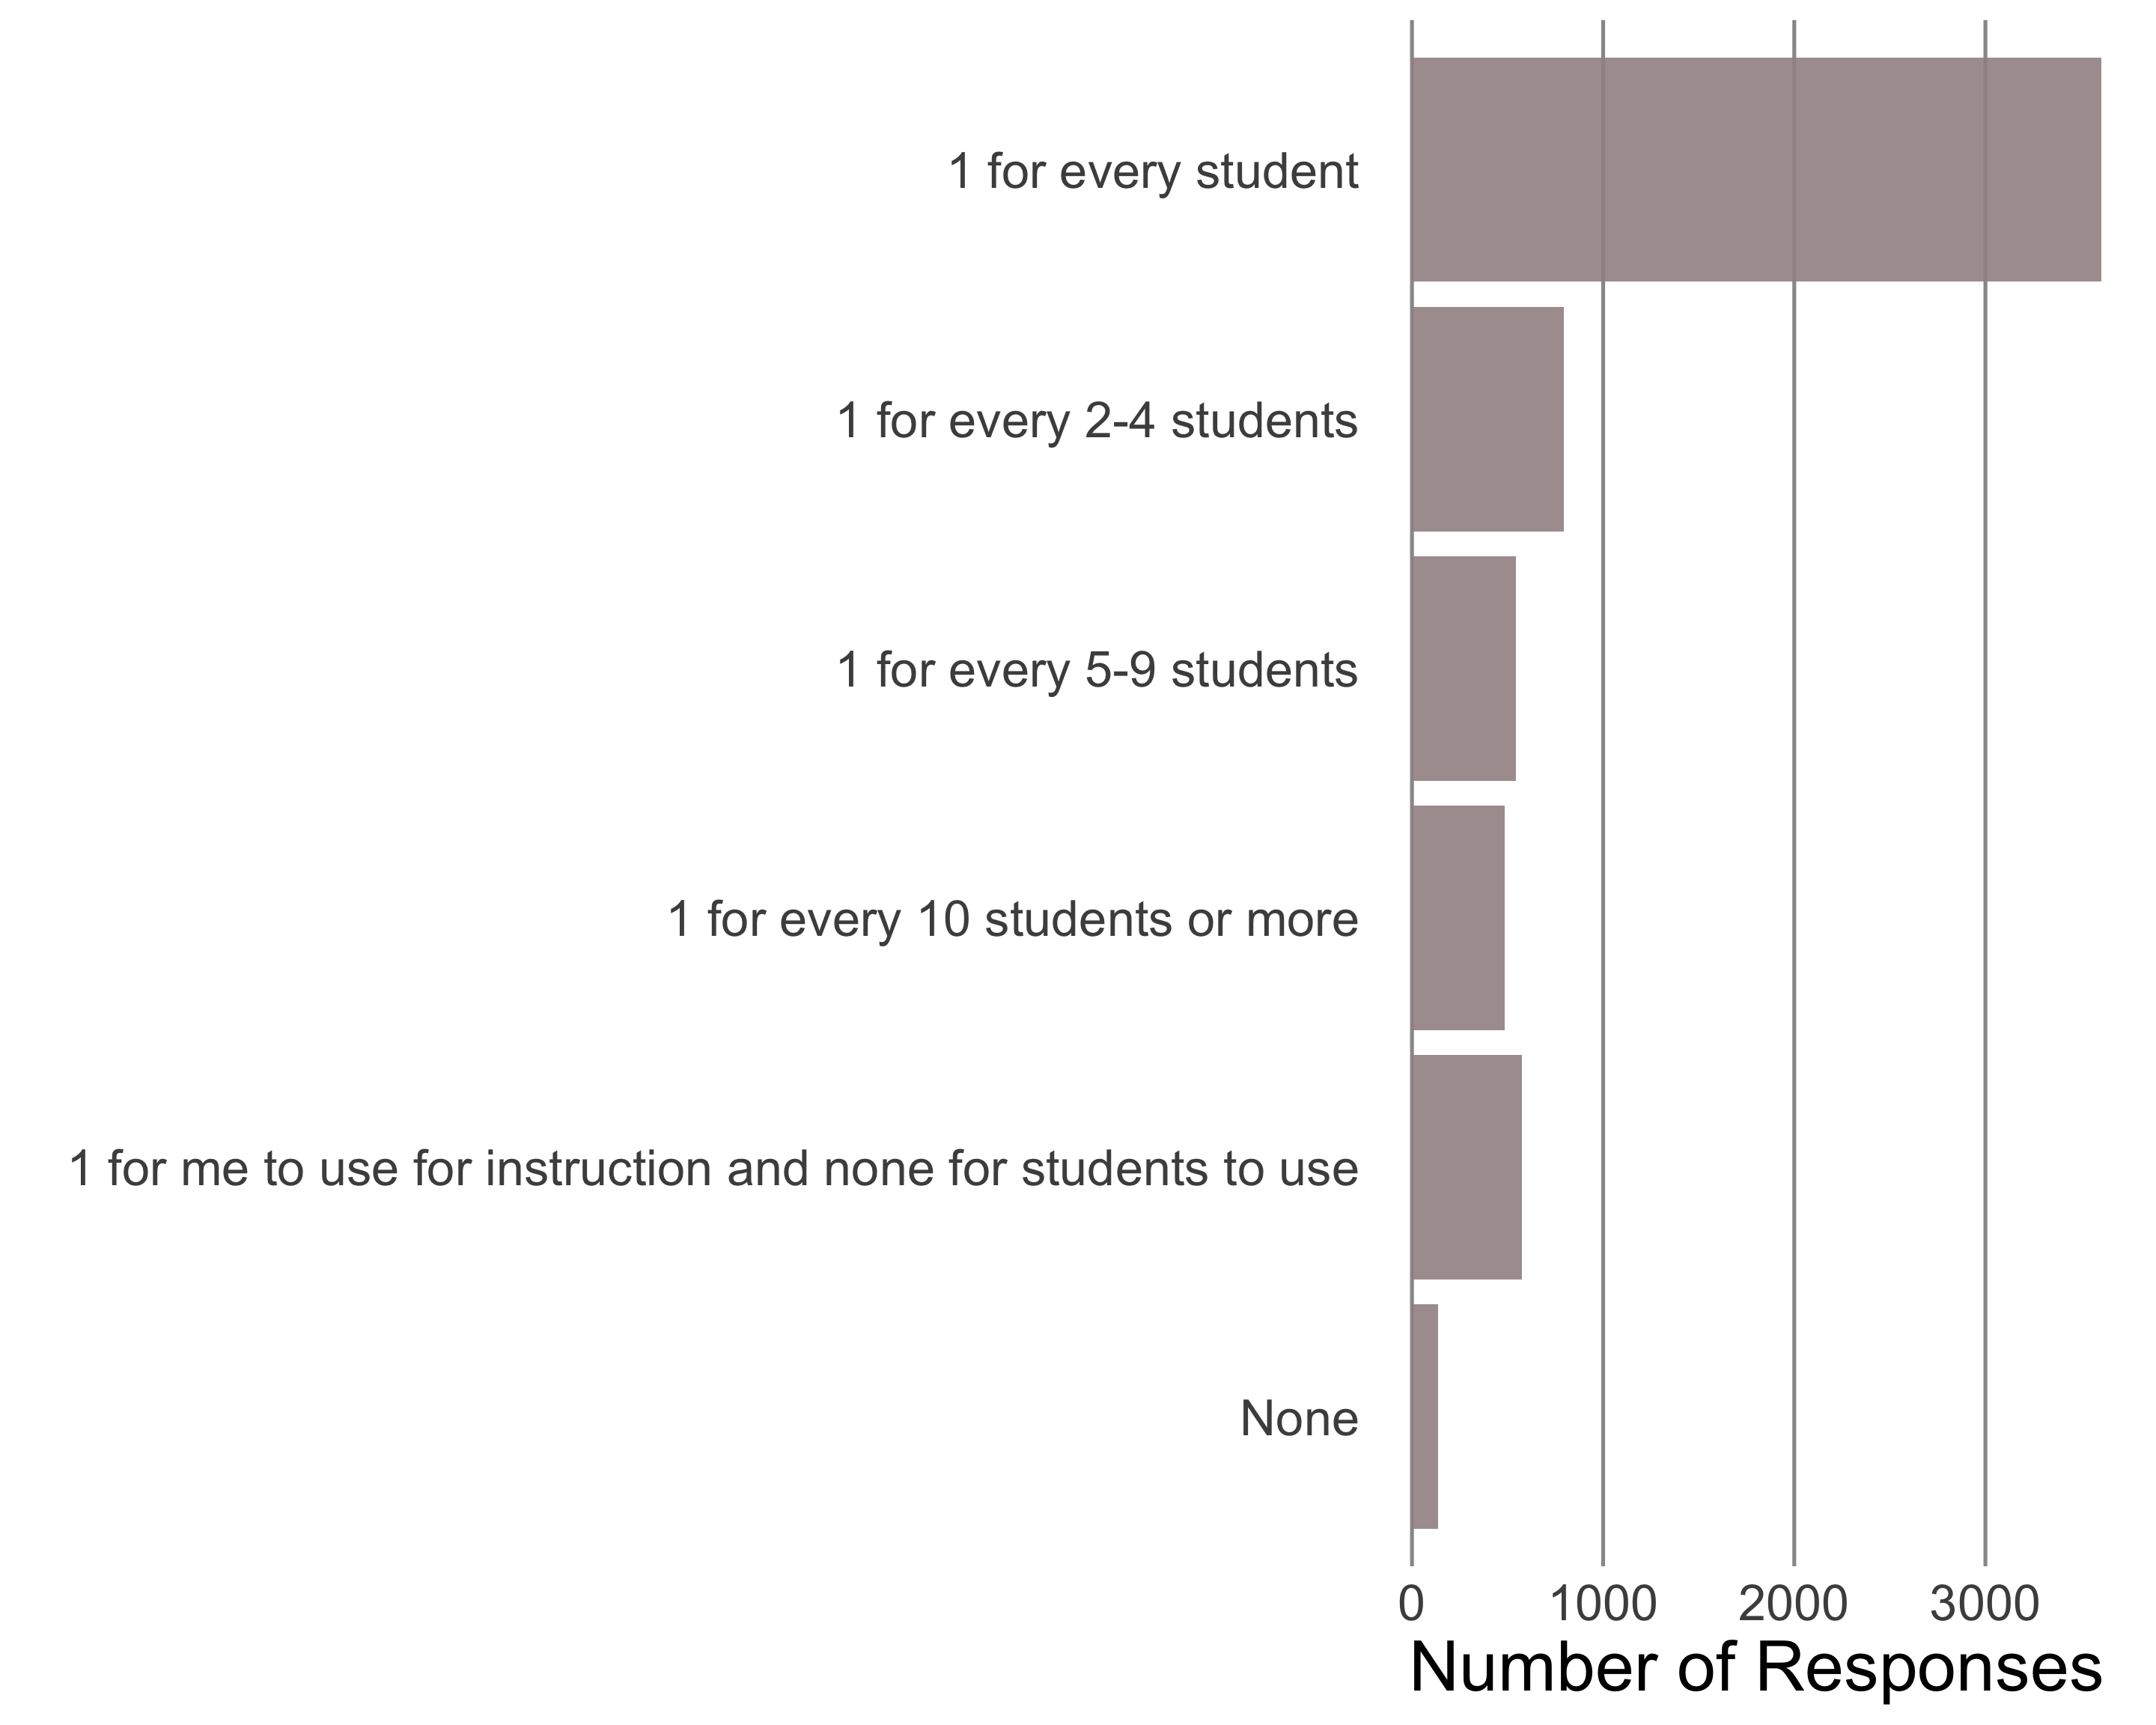 1 for every student
1 for every 2-4 students
1 for every 5-9 students
1 for every 10 students or more
1 for me to use for instruction and none for students to use
None
0 1000 2000 3000
Number of Responses